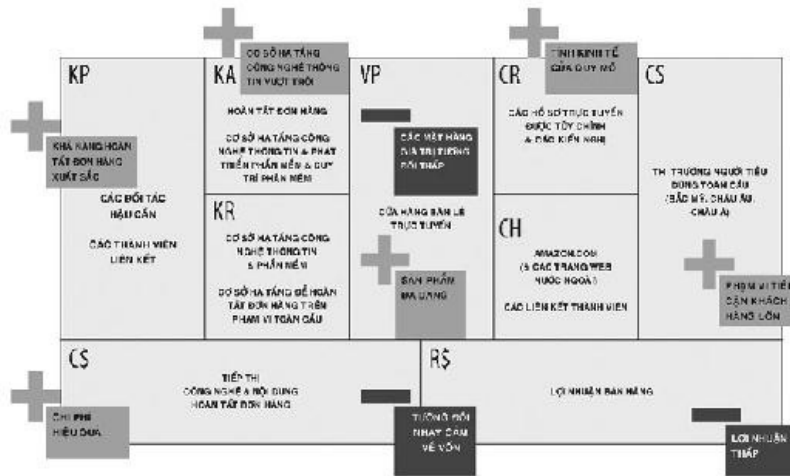 CƠ SỞ HẠ TẦNG
CÔNG NGHỆ THÔNG
TIN VƯỢT TRỘI
TÍNH KINH TẾ
CỦA QUY MÔ
KP
KA
VP
CR
CS
KHẢ NĂNG HOÀN
TẤT ĐƠN HÀNG
XUẤT SẮC
CÁC ĐỐI TÁC
HẬU CẦN
CÁC THÀNH VIÊN
LIÊN KẾT
HOÀN TẤT ĐƠN HÀNG
CƠ SỞ HẠ TẦNG CÔNG
NGHỆ THÔNG TIN & PHÁT
TRIỂN PHẦN MỀM & DUY
TRÌ PHẦN MỀM
KR
CƠ SỞ HẠ TẦNG CÔNG
NGHỆ THÔNG TIN
& PHẦN MỀM
CƠ SỞ HẠ TẦNG ĐỂ HOÀN
TẤT ĐƠN HÀNG TRÊN
PHẠM VI TOÀN CẦU
CÁC MẶT HÀNG
GIÁ TRỊ TƯƠNG
ĐỐI THẤP
CỬA HÀNG BÁN LẺ
TRỰC TUYẾN
SẢN PHẨM
ĐA DẠNG
CÁC HỒ SƠ TRỰC TUYẾN
ĐƯỢC TÙY CHỈNH
& CÁC KIẾN NGHỊ
CH
AMAZON.COM
(& CÁC TRANG WEB
NƯỚC NGOÀI)
CÁC LIÊN KẾT THÀNH VIÊN
THỊ TRƯỜNG NGƯỜI TIÊU
DÙNG TOÀN CẦU
(BẮC MỸ, CHÂU ÂU,
CHÂU Á)
PHẠM VI TIẾP
CẬN KHÁCH
HÀNG LỚN
C$
TIẾP THỊ
CÔNG NGHỆ & NỘI DUNG
HOÀN TẤT ĐƠN HÀNG
CHI PHÍ
HIỆU QUẢ
TƯƠNG ĐỐI
NHẠY CẢM
VỀ VỐN
R$
LỢI NHUẬN BÁN HÀNG
LỢI NHUẬN
THẤP